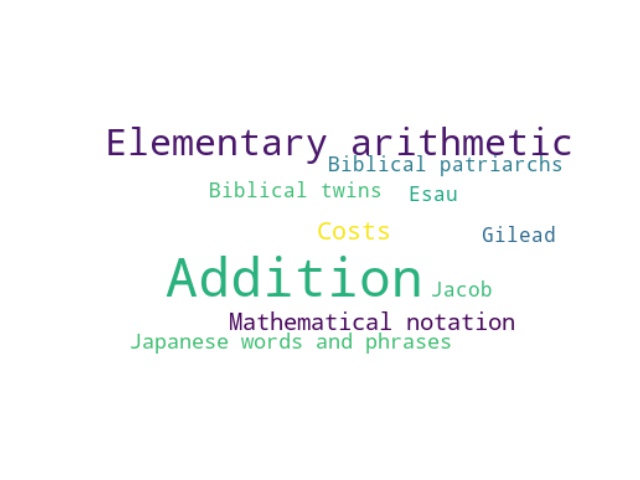 Elementary arithmetic
Biblical patriarchs
Biblical twins
Esau
Costs
Gilead
Addition
Jacob
Mathematical notation
Japanese words and phrases